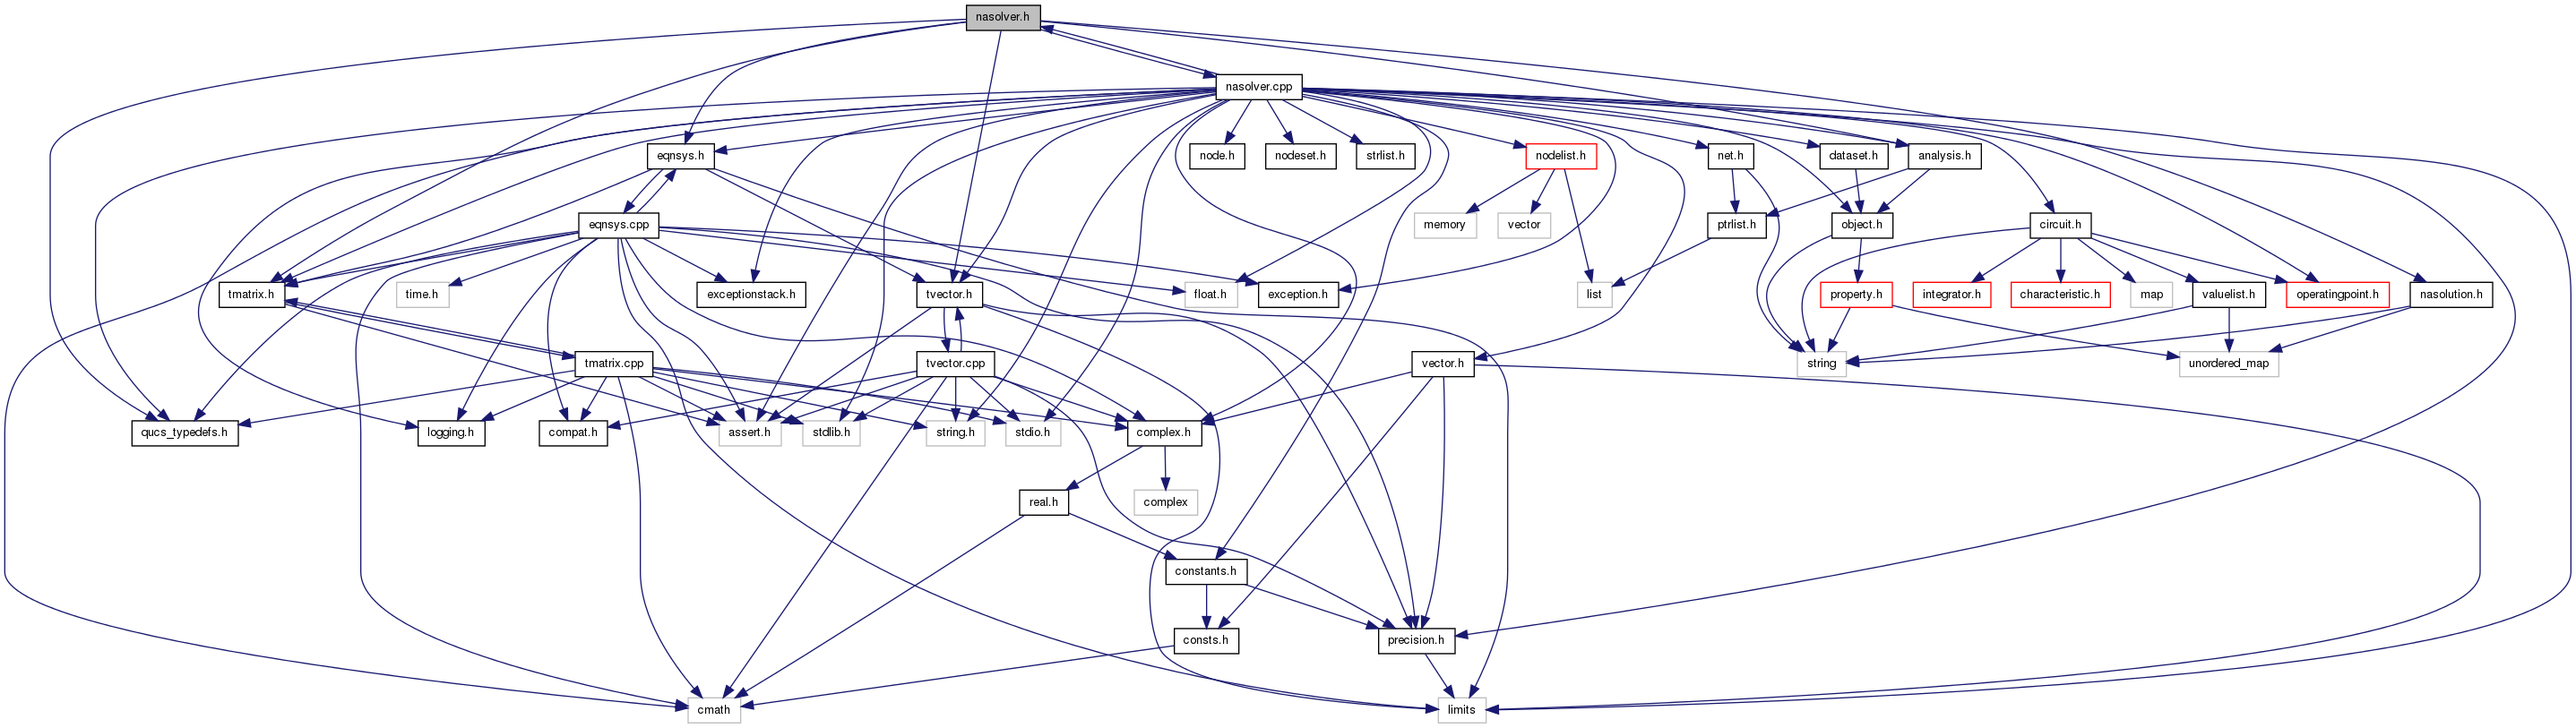 nasolver.h
nasolver.cpp
eqnsys.h
node.h
nodeset.h
strlist.h
nodelist.h
net.h
dataset.h
analysis.h
eqnsys.cpp
memory
vector
ptrlist.h
object.h
circuit.h
tmatrix.h
time.h
exceptionstack.h
tvector.h
float.h
exception.h
list
property.h
integrator.h
characteristic.h
map
valuelist.h
operatingpoint.h
nasolution.h
tmatrix.cpp
tvector.cpp
vector.h
string
unordered_map
qucs_typedefs.h
logging.h
compat.h
assert.h
stdlib.h
string.h
stdio.h
complex.h
real.h
complex
constants.h
consts.h
precision.h
cmath
limits